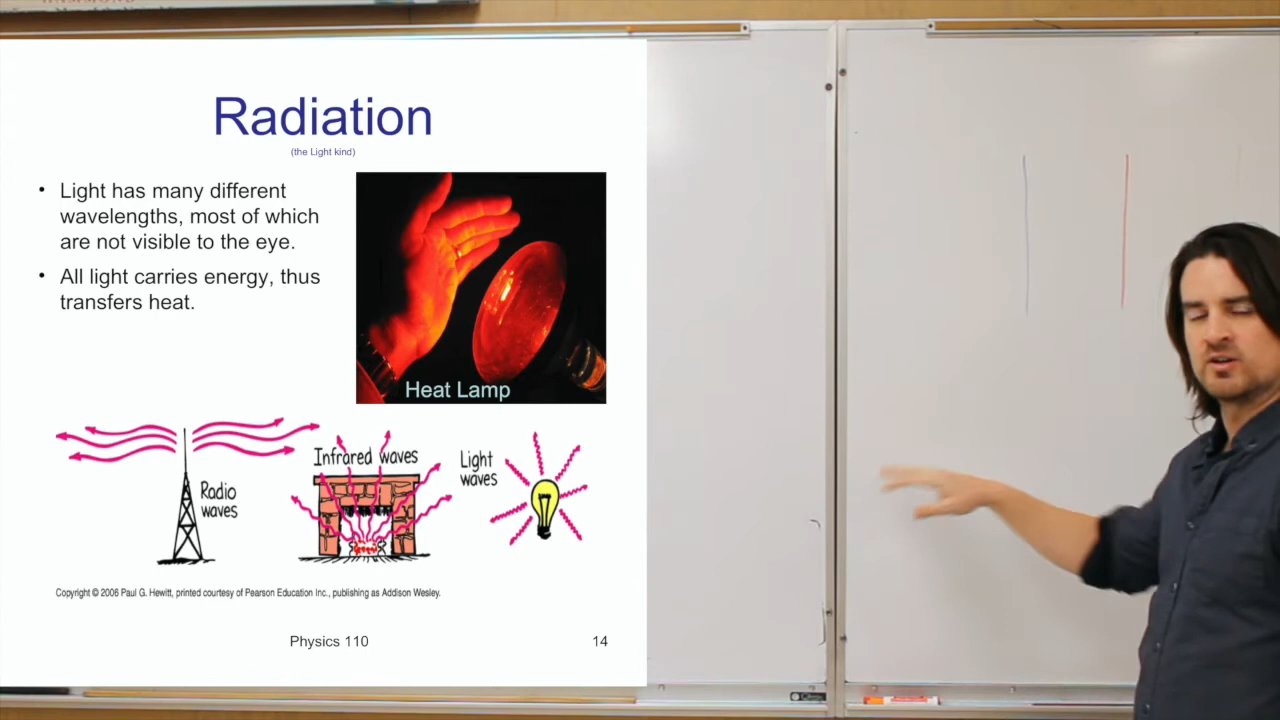 Radiation
(the Light kind)
• Light has many different
wavelengths, most of which
are not visible to the eye.
• All light carries energy, thus
transfers heat.
Heat Lamp
Radio
waves
Infrared waves
Light
waves
Copyright © 2006 Paul G. Hewitt, printed courtesy of Pearson Education Inc., publishing as Addison Wesley.
Physics 110
14